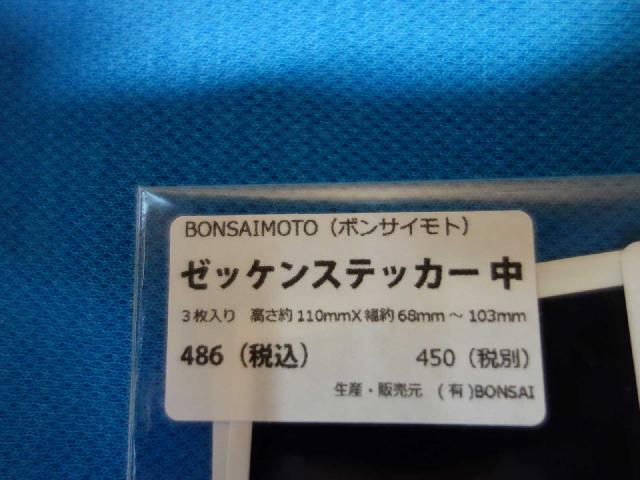 BONSAIMOTO（ボンサイモト）
ゼッケンステッカー 中
3枚入り 高さ約110mmX幅約68mm～103mm
486（税込） 450（税別）
生産・販売元 (有)BONSAI